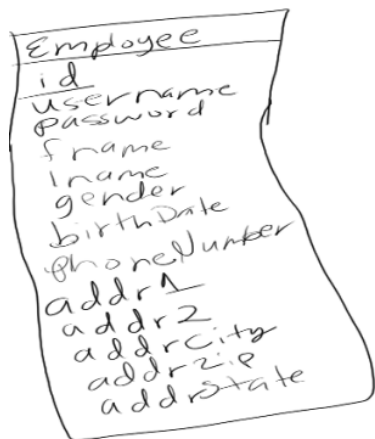 Employee
id
username
password
fname
lname
gender
birthDate
phoneNumber
addr1
addr2
addrCity
addrzip
addrState